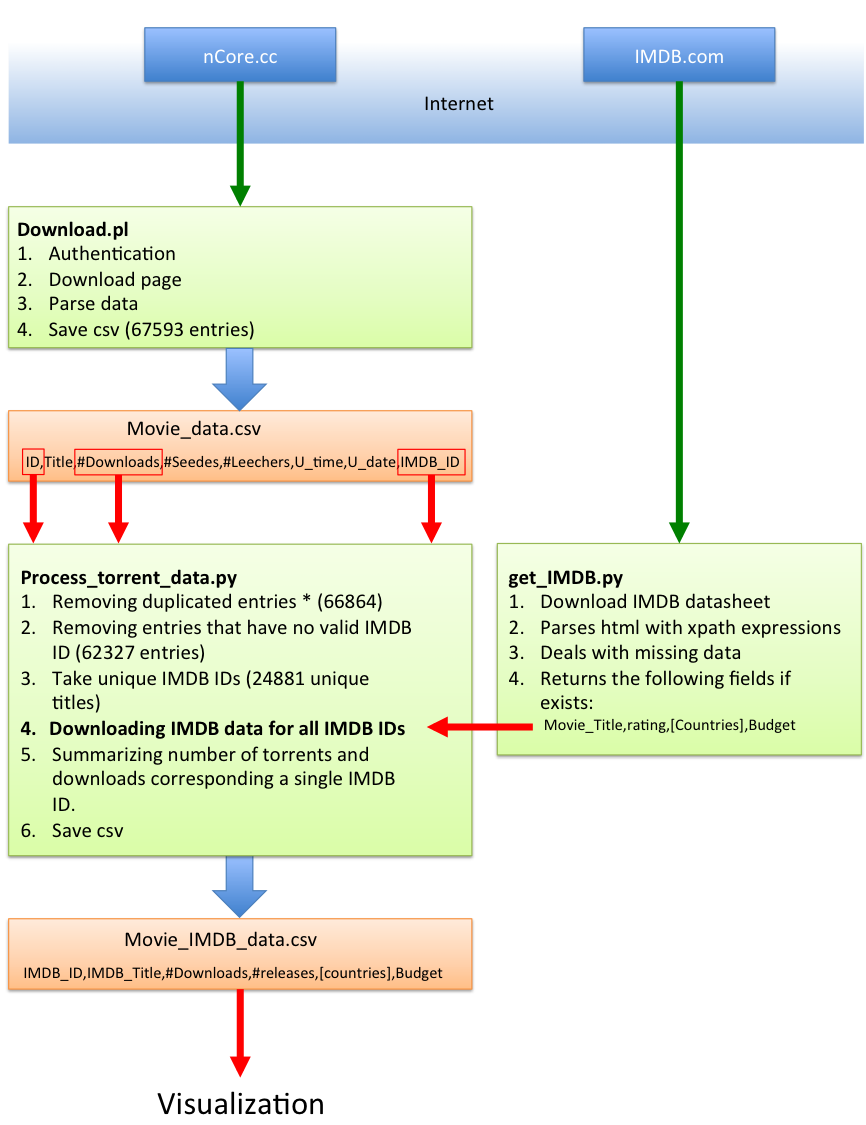 nCore.cc
IMDB.com
Internet
Download.pl
1. Authentication
2. Download page
3. Parse data
4. Save csv (67593 entries)
Movie_data.csv
ID,Title,#Downloads,#Seedes,#Leechers,U_time,U_date,IMDB_ID
Process_torrent_data.py
1. Removing duplicated entries * (66864)
2. Removing entries that have no valid IMDB
ID (62327 entries)
3. Take unique IMDB IDs (24881 unique
titles)
4. Downloading IMDB data for all IMDB IDs
5. Summarizing number of torrents and
downloads corresponding a single IMDB
ID.
6. Save csv
get_IMDB.py
1. Download IMDB datasheet
2. Parses html with xpath expressions
3. Deals with missing data
4. Returns the following fields if
exists:
Movie_Title,rating,[Countries],Budget
Movie_IMDB_data.csv
IMDB_ID,IMDB_Title,#Downloads,#releases,[countries],Budget
Visualization